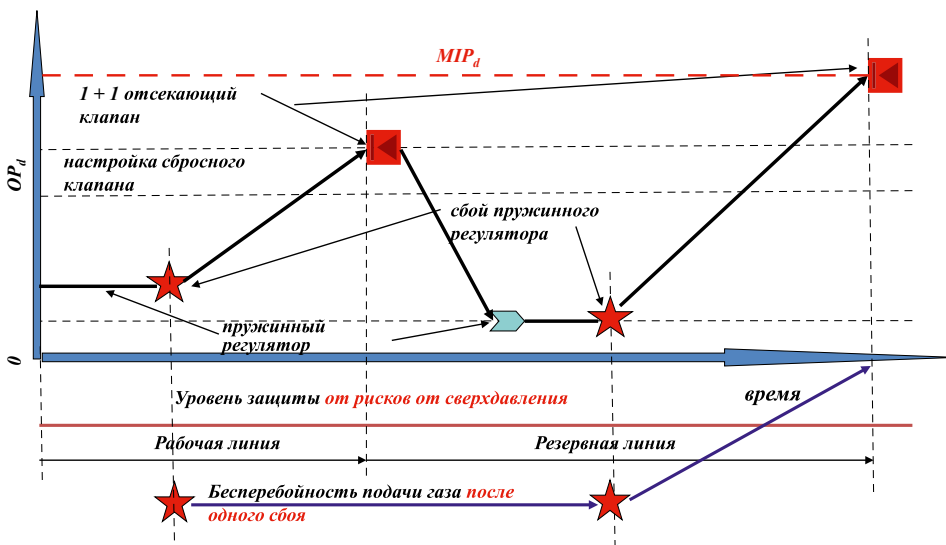 MIPd
1 + 1 отсекающий
клапан
OPd
настройка сбросного
клапана
сбой пружинного
регулятора
пружинный
регулятор
0
Уровень защиты от рисков от сверхдавления
время
Рабочая линия
Резервная линия
Бесперебойность подачи газа после
одного сбоя